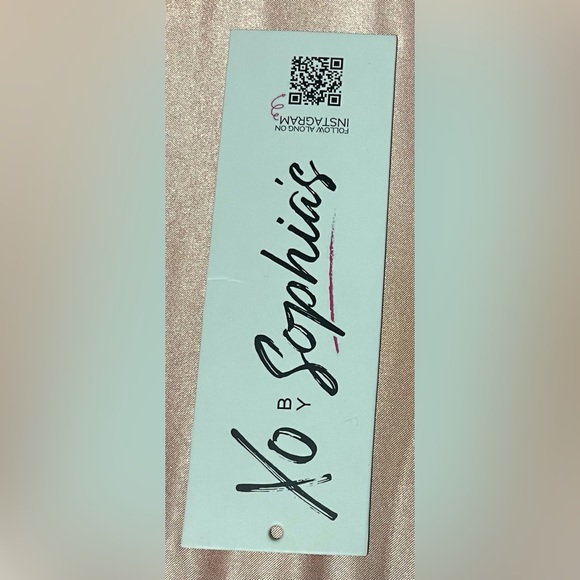 Xo BY Sophia's
FOLLOW ALONG ON
INSTAGRAM